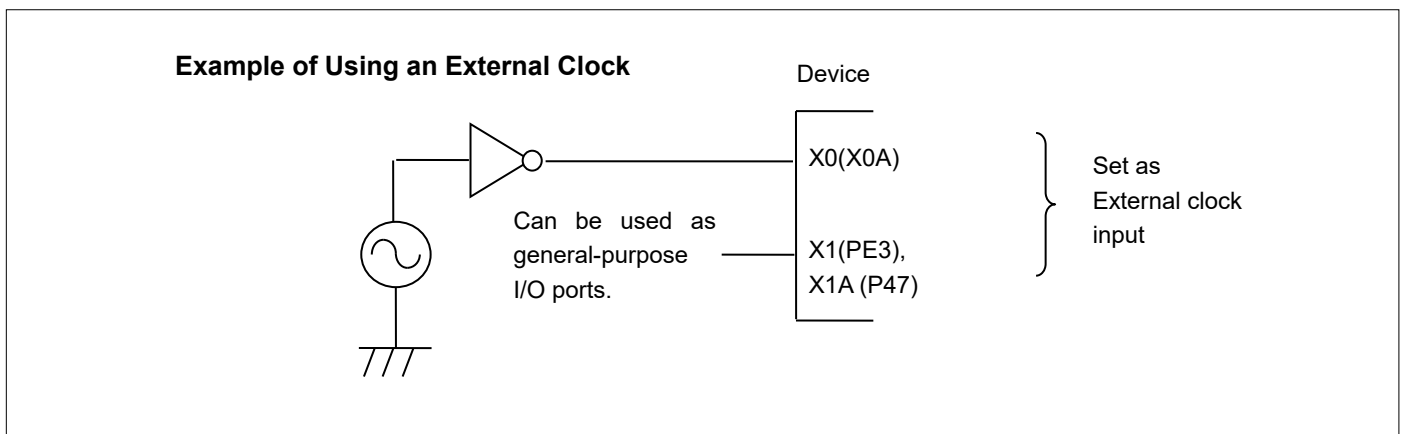 Example of Using an External Clock
Device
X0(X0A)
Can be used as
general-purpose
I/O ports.
X1(PE3),
X1A (P47)
Set as
External clock
input